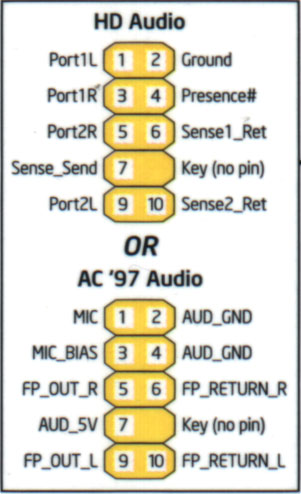 HD Audio
Port1L 1 2 Ground
Port1R 3 4 Presence#
Port2R 5 6 Sense1_Ret
Sense_Send 7 Key (no pin)
Port2L 9 10 Sense2_Ret
OR
AC '97 Audio
MIC 1 2 AUD_GND
MIC_BIAS 3 4 AUD_GND
FP_OUT_R 5 6 FP_RETURN_R
AUD_5V 7 Key (no pin)
FP_OUT_L 9 10 FP_RETURN_L